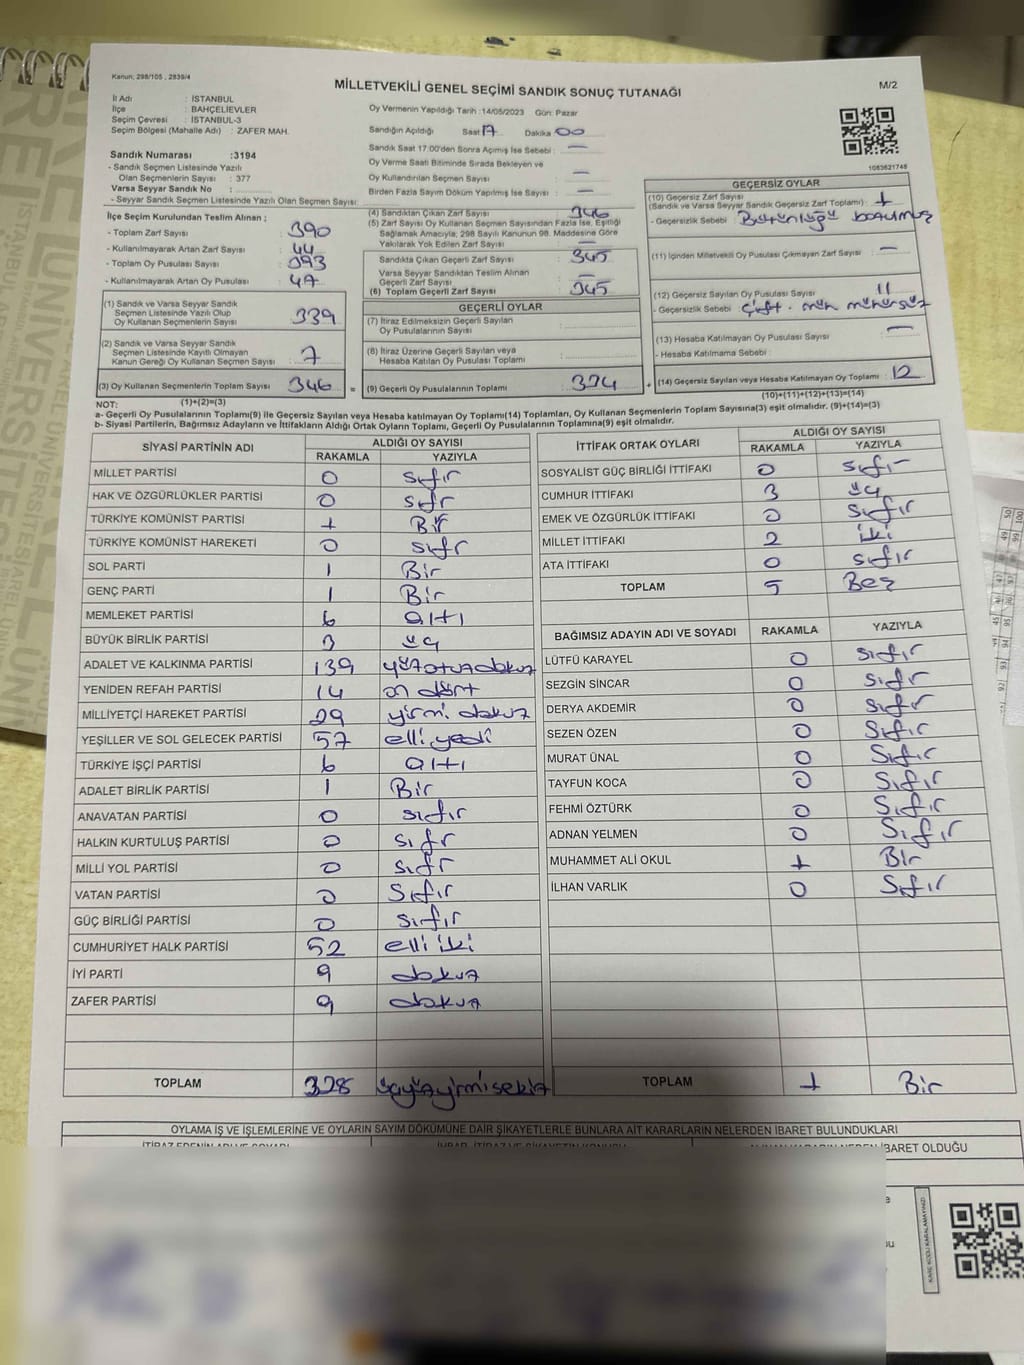 Kanun: 298/105 , 2839/4
MİLLETVEKİLİ GENEL SEÇİMİ SANDIK SONUÇ TUTANAĞI
M/2
İl Adı : İSTANBUL
İlçe : BAHÇELİEVLER
Seçim Çevresi : İSTANBUL-3
Seçim Bölgesi (Mahalle Adı) : ZAFER MAH.
Oy Vermenin Yapıldığı Tarih :14/05/2023 Gün: Pazar
Sandığın Açıldığı Saat 17 Dakika 00
Sandık Saat 17.00'den Sonra Açımış İse Sebebi : —
Oy Verme Saati Bitiminde Sırada Bekleyen ve
Oy Kullandırılan Seçmen Sayısı : —
Birden Fazla Sayım Döküm Yapılmış İse Sayısı : —
1083621748
Sandık Numarası :3194
- Sandık Seçmen Listesinde Yazılı
Olan Seçmenlerin Sayısı : 377
Varsa Seyyar Sandık No :
- Seyyar Sandık Seçmen Listesinde Yazılı Olan Seçmen Sayısı:
İlçe Seçim Kurulundan Teslim Alınan ;
- Toplam Zarf Sayısı : 390
- Kullanılmayarak Artan Zarf Sayısı : 44
- Toplam Oy Pusulası Sayısı : 393
- Kullanılmayarak Artan Oy Pusulası : 47
(1) Sandık ve Varsa Seyyar Sandık
Seçmen Listesinde Yazılı Olup
Oy Kullanan Seçmenlerin Sayısı : 339
(2) Sandık ve Varsa Seyyar Sandık
Seçmen Listesinde Kayıtlı Olmayan
Kanun Gereği Oy Kullanan Seçmen Sayısı : 7
(3) Oy Kullanan Seçmenlerin Toplam Sayısı : 346 =
(4) Sandıktan Çıkan Zarf Sayısı : 346
(5) Zarf Sayısı Oy Kullanan Seçmen Sayısından Fazla İse, Eşitliği
Sağlamak Amacıyla; 298 Sayılı Kanunun 98. Maddesine Göre
Yakılarak Yok Edilen Zarf Sayısı : —
Sandıkta Çıkan Geçerli Zarf Sayısı : 345
Varsa Seyyar Sandıktan Teslim Alınan
Geçerli Zarf Sayısı : —
(6) Toplam Geçerli Zarf Sayısı : 345
GEÇERLİ OYLAR
(7) İtiraz Edilmeksizin Geçerli Sayılan
Oy Pusulalarının Sayısı :
(8) İtiraz Üzerine Geçerli Sayılan veya
Hesaba Katılan Oy Pusulası Toplamı :
(9) Geçerli Oy Pusulalarının Toplamı : 334 +
GEÇERSİZ OYLAR
(10) Geçersiz Zarf Sayısı
(Sandık ve Varsa Seyyar Sandık Geçersiz Zarf Toplamı) : 1
- Geçersizlik Sebebi : Bütünlüğü bozulmuş
(11) İçinden Milletvekili Oy Pusulası Çıkmayan Zarf Sayısı : —
(12) Geçersiz Sayılan Oy Pusulası Sayısı : 11
- Geçersizlik Sebebi : Çift.
(13) Hesaba Katılmayan Oy Pusulası Sayısı : —
- Hesaba Katılmama Sebebi :
(14) Geçersiz Sayılan veya Hesaba Katılmayan Oy Toplamı : 12
(10)+(11)+(12)+(13)=(14)
NOT: (1)+(2)=(3)
a- Geçerli Oy Pusulalarının Toplamı(9) ile Geçersiz Sayılan veya Hesaba katılmayan Oy Toplamı(14) Toplamları, Oy Kullanan Seçmenlerin Toplam Sayısına(3) eşit olmalıdır. (9)+(14)=(3)
b- Siyasi Partilerin, Bağımsız Adayların ve İttifakların Aldığı Ortak Oyların Toplamı, Geçerli Oy Pusulalarının Toplamına(9) eşit olmalıdır.
SİYASİ PARTİNİN ADI ALDIĞI OY SAYISI
RAKAMLA YAZIYLA
MİLLET PARTİSİ 0 sıfır
HAK VE ÖZGÜRLÜKLER PARTİSİ 0 sıfr
TÜRKİYE KOMÜNİST PARTİSİ 1 Bir
TÜRKİYE KOMÜNİST HAREKETİ 0 sıfr
SOL PARTİ 1 Bir
GENÇ PARTİ 1 Bir
MEMLEKET PARTİSİ 6 altı
BÜYÜK BİRLİK PARTİSİ 3 üç
ADALET VE KALKINMA PARTİSİ 139 yüzotuzdokuz
YENİDEN REFAH PARTİSİ 14 on dört
MİLLİYETÇİ HAREKET PARTİSİ 29 yirmi dokuz
YEŞİLLER VE SOL GELECEK PARTİSİ 57 elli yedi
TÜRKİYE İŞÇİ PARTİSİ 6 altı
ADALET BİRLİK PARTİSİ 1 Bir
ANAVATAN PARTİSİ 0 sıfır
HALKIN KURTULUŞ PARTİSİ 0 sıfr
MİLLİ YOL PARTİSİ 0 sıfr
VATAN PARTİSİ 0 Sıfır
GÜÇ BİRLİĞİ PARTİSİ 0 sıfır
CUMHURİYET HALK PARTİSİ 52 elli iki
İYİ PARTİ 9 dokuz
ZAFER PARTİSİ 9 dokuz
TOPLAM 328 üçyüzyirmisekiz
İTTİFAK ORTAK OYLARI ALDIĞI OY SAYISI
RAKAMLA YAZIYLA
SOSYALİST GÜÇ BİRLİĞİ İTTİFAKI 0 sıfır
CUMHUR İTTİFAKI 3 üç
EMEK VE ÖZGÜRLÜK İTTİFAKI 0 sıfır
MİLLET İTTİFAKI 2 iki
ATA İTTİFAKI 0 sıfır
TOPLAM 5 Beş
BAĞIMSIZ ADAYIN ADI VE SOYADI RAKAMLA YAZIYLA
LÜTFÜ KARAYEL 0 sıfır
SEZGİN SİNCAR 0 sıfır
DERYA AKDEMİR 0 sıfır
SEZEN ÖZEN 0 Sıfır
MURAT ÜNAL 0 Sıfır
TAYFUN KOCA 0 Sıfır
FEHMİ ÖZTÜRK 0 Sıfır
ADNAN YELMEN 0 Sıfır
MUHAMMET ALİ OKUL 1 Bir
İLHAN VARLIK 0 Sıfır
TOPLAM 1 Bir
OYLAMA İŞ VE İŞLEMLERİNE VE OYLARIN SAYIM DÖKÜMÜNE DAİR ŞİKAYETLERLE BUNLARA AİT KARARLARIN NELERDEN İBARET BULUNDUKLARI
İBARET OLDUĞU